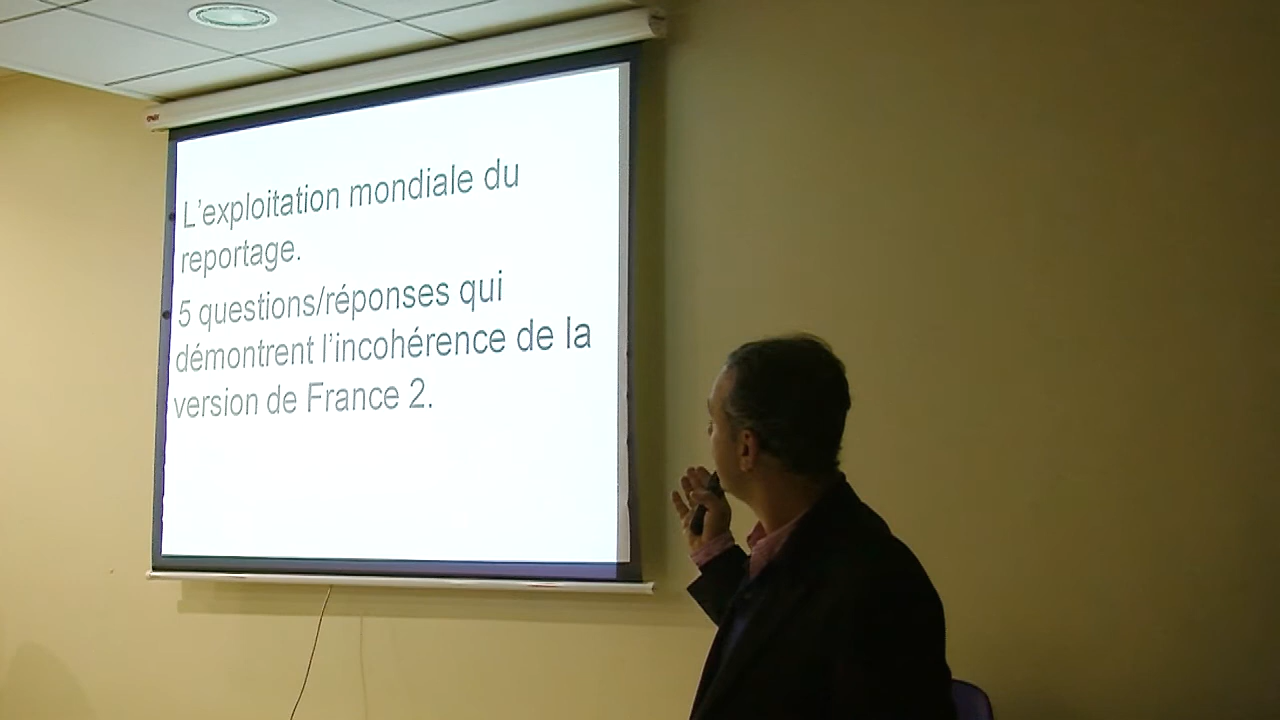 L'exploitation mondiale du
reportage.
5 questions/réponses qui
démontrent l'incohérence de la
version de France 2.